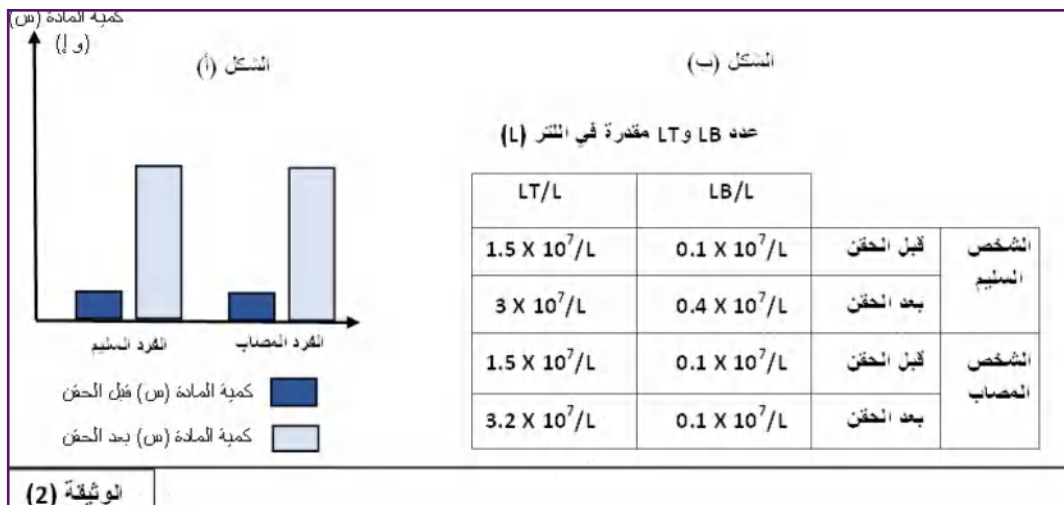 كمية المادة (س)
(و إ)
الشكل (أ)
الفرد السليم
الفرد المصاب
كمية المادة (س) قبل الحقن
كمية المادة (س) بعد الحقن
الشكل (ب)
عدد LB و LT مقدرة في اللتر (L)
LB/L LT/L
الشخص السليم
قبل الحقن 0.1 X 10⁷/L 1.5 X 10⁷/L
بعد الحقن 0.4 X 10⁷/L 3 X 10⁷/L
الشخص المصاب
قبل الحقن 0.1 X 10⁷/L 1.5 X 10⁷/L
بعد الحقن 0.1 X 10⁷/L 3.2 X 10⁷/L
الوثيقة (2)